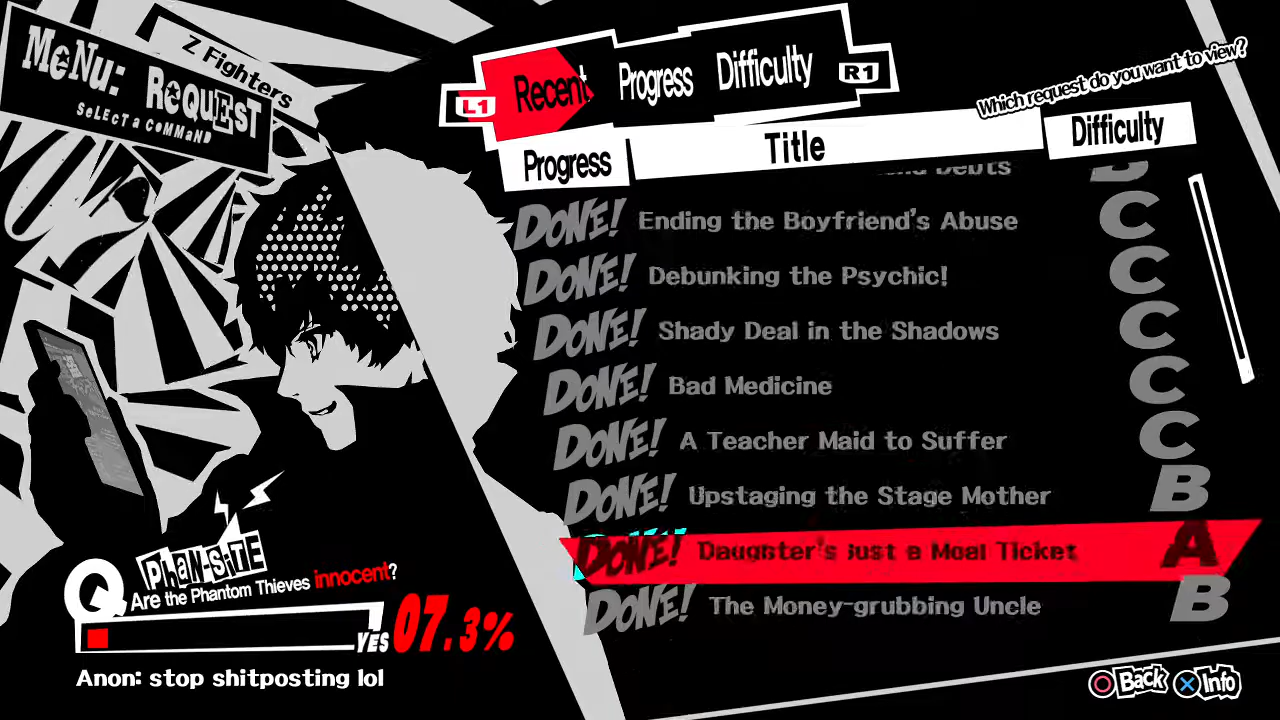 MeNu: ReQuEST
SeLEcT a CoMMaND
Z Fighters
L1 Recent Progress Difficulty R1
Which request do you want to view?
Progress Title Difficulty
Debts B
DONE! Ending the Boyfriend's Abuse C
DONE! Debunking the Psychic! C
DONE! Shady Deal in the Shadows C
DONE! Bad Medicine C
DONE! A Teacher Maid to Suffer C
DONE! Upstaging the Stage Mother B
DONE! Daughter's Just a Meal Ticket A
DONE! The Money-grubbing Uncle B
PhaN-SiTE
Q Are the Phantom Thieves innocent?
YES 07.3%
Anon: stop shitposting lol
Back Info